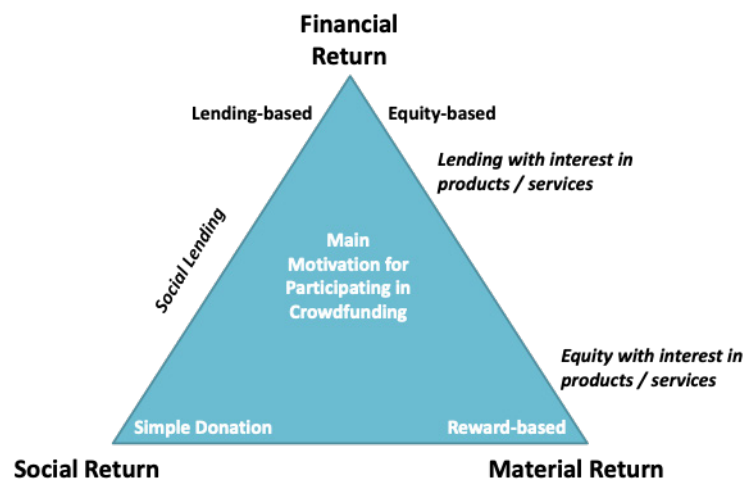 Financial
Return
Lending-based
Equity-based
Lending with interest in
products / services
Social Lending
Main
Motivation for
Participating in
Crowdfunding
Equity with interest in
products / services
Simple Donation
Reward-based
Social Return
Material Return